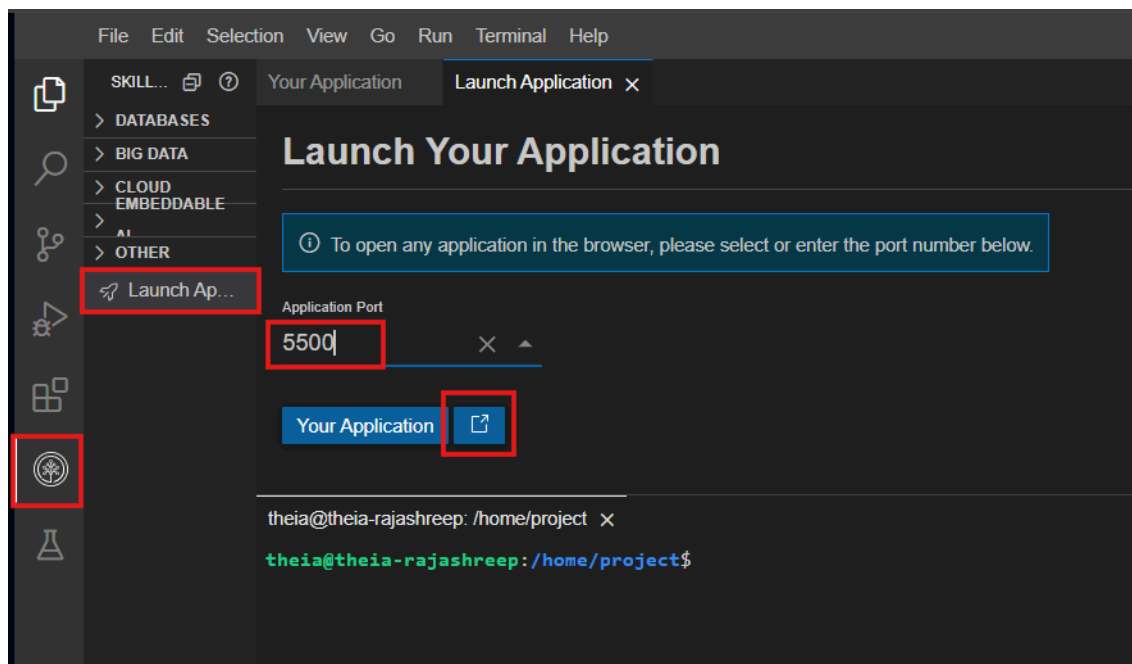 File Edit Selection View Go Run Terminal Help
SKILL...
Your Application
Launch Application
DATABASES
BIG DATA
CLOUD
EMBEDDABLE
AI
OTHER
Launch Ap...
Launch Your Application
To open any application in the browser, please select or enter the port number below.
Application Port
5500
Your Application
theia@theia-rajashreep: /home/project
theia@theia-rajashreep:/home/project$